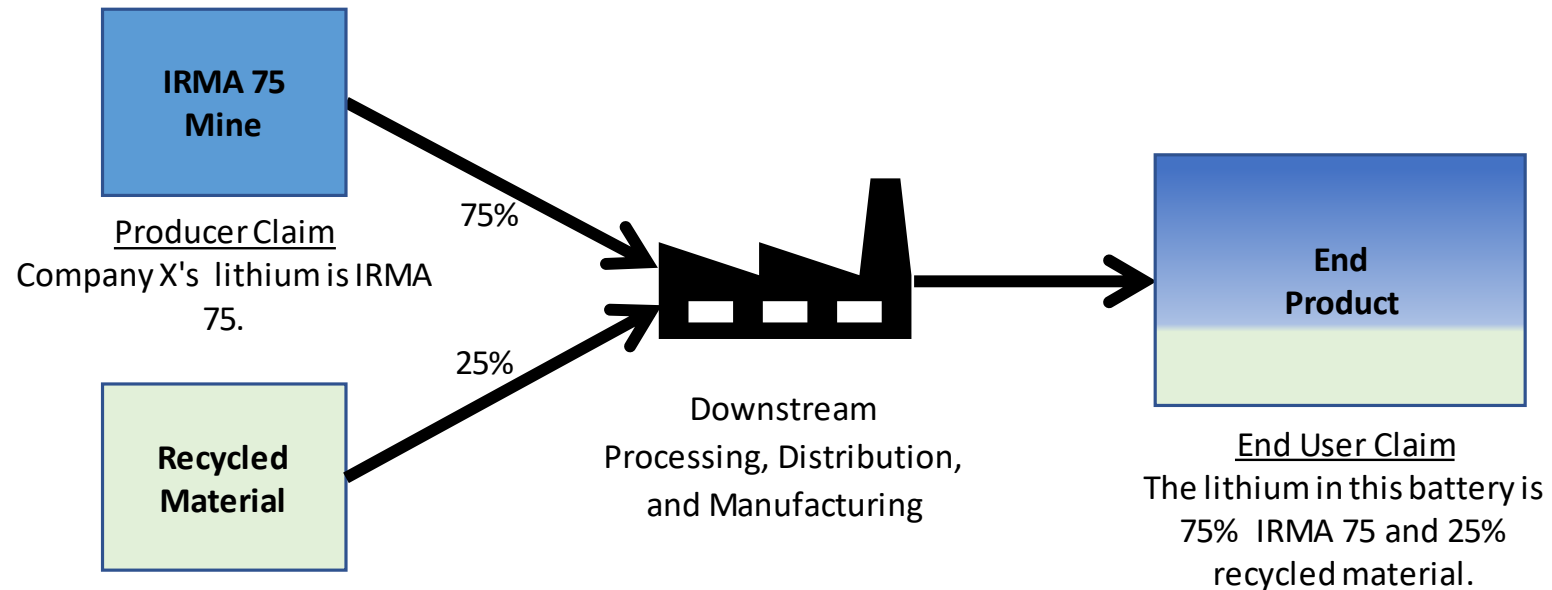 IRMA 75
Mine
Producer Claim
Company X's lithium is IRMA
75.
75%
25%
Recycled
Material
Downstream
Processing, Distribution,
and Manufacturing
End
Product
End User Claim
The lithium in this battery is
75% IRMA 75 and 25%
recycled material.